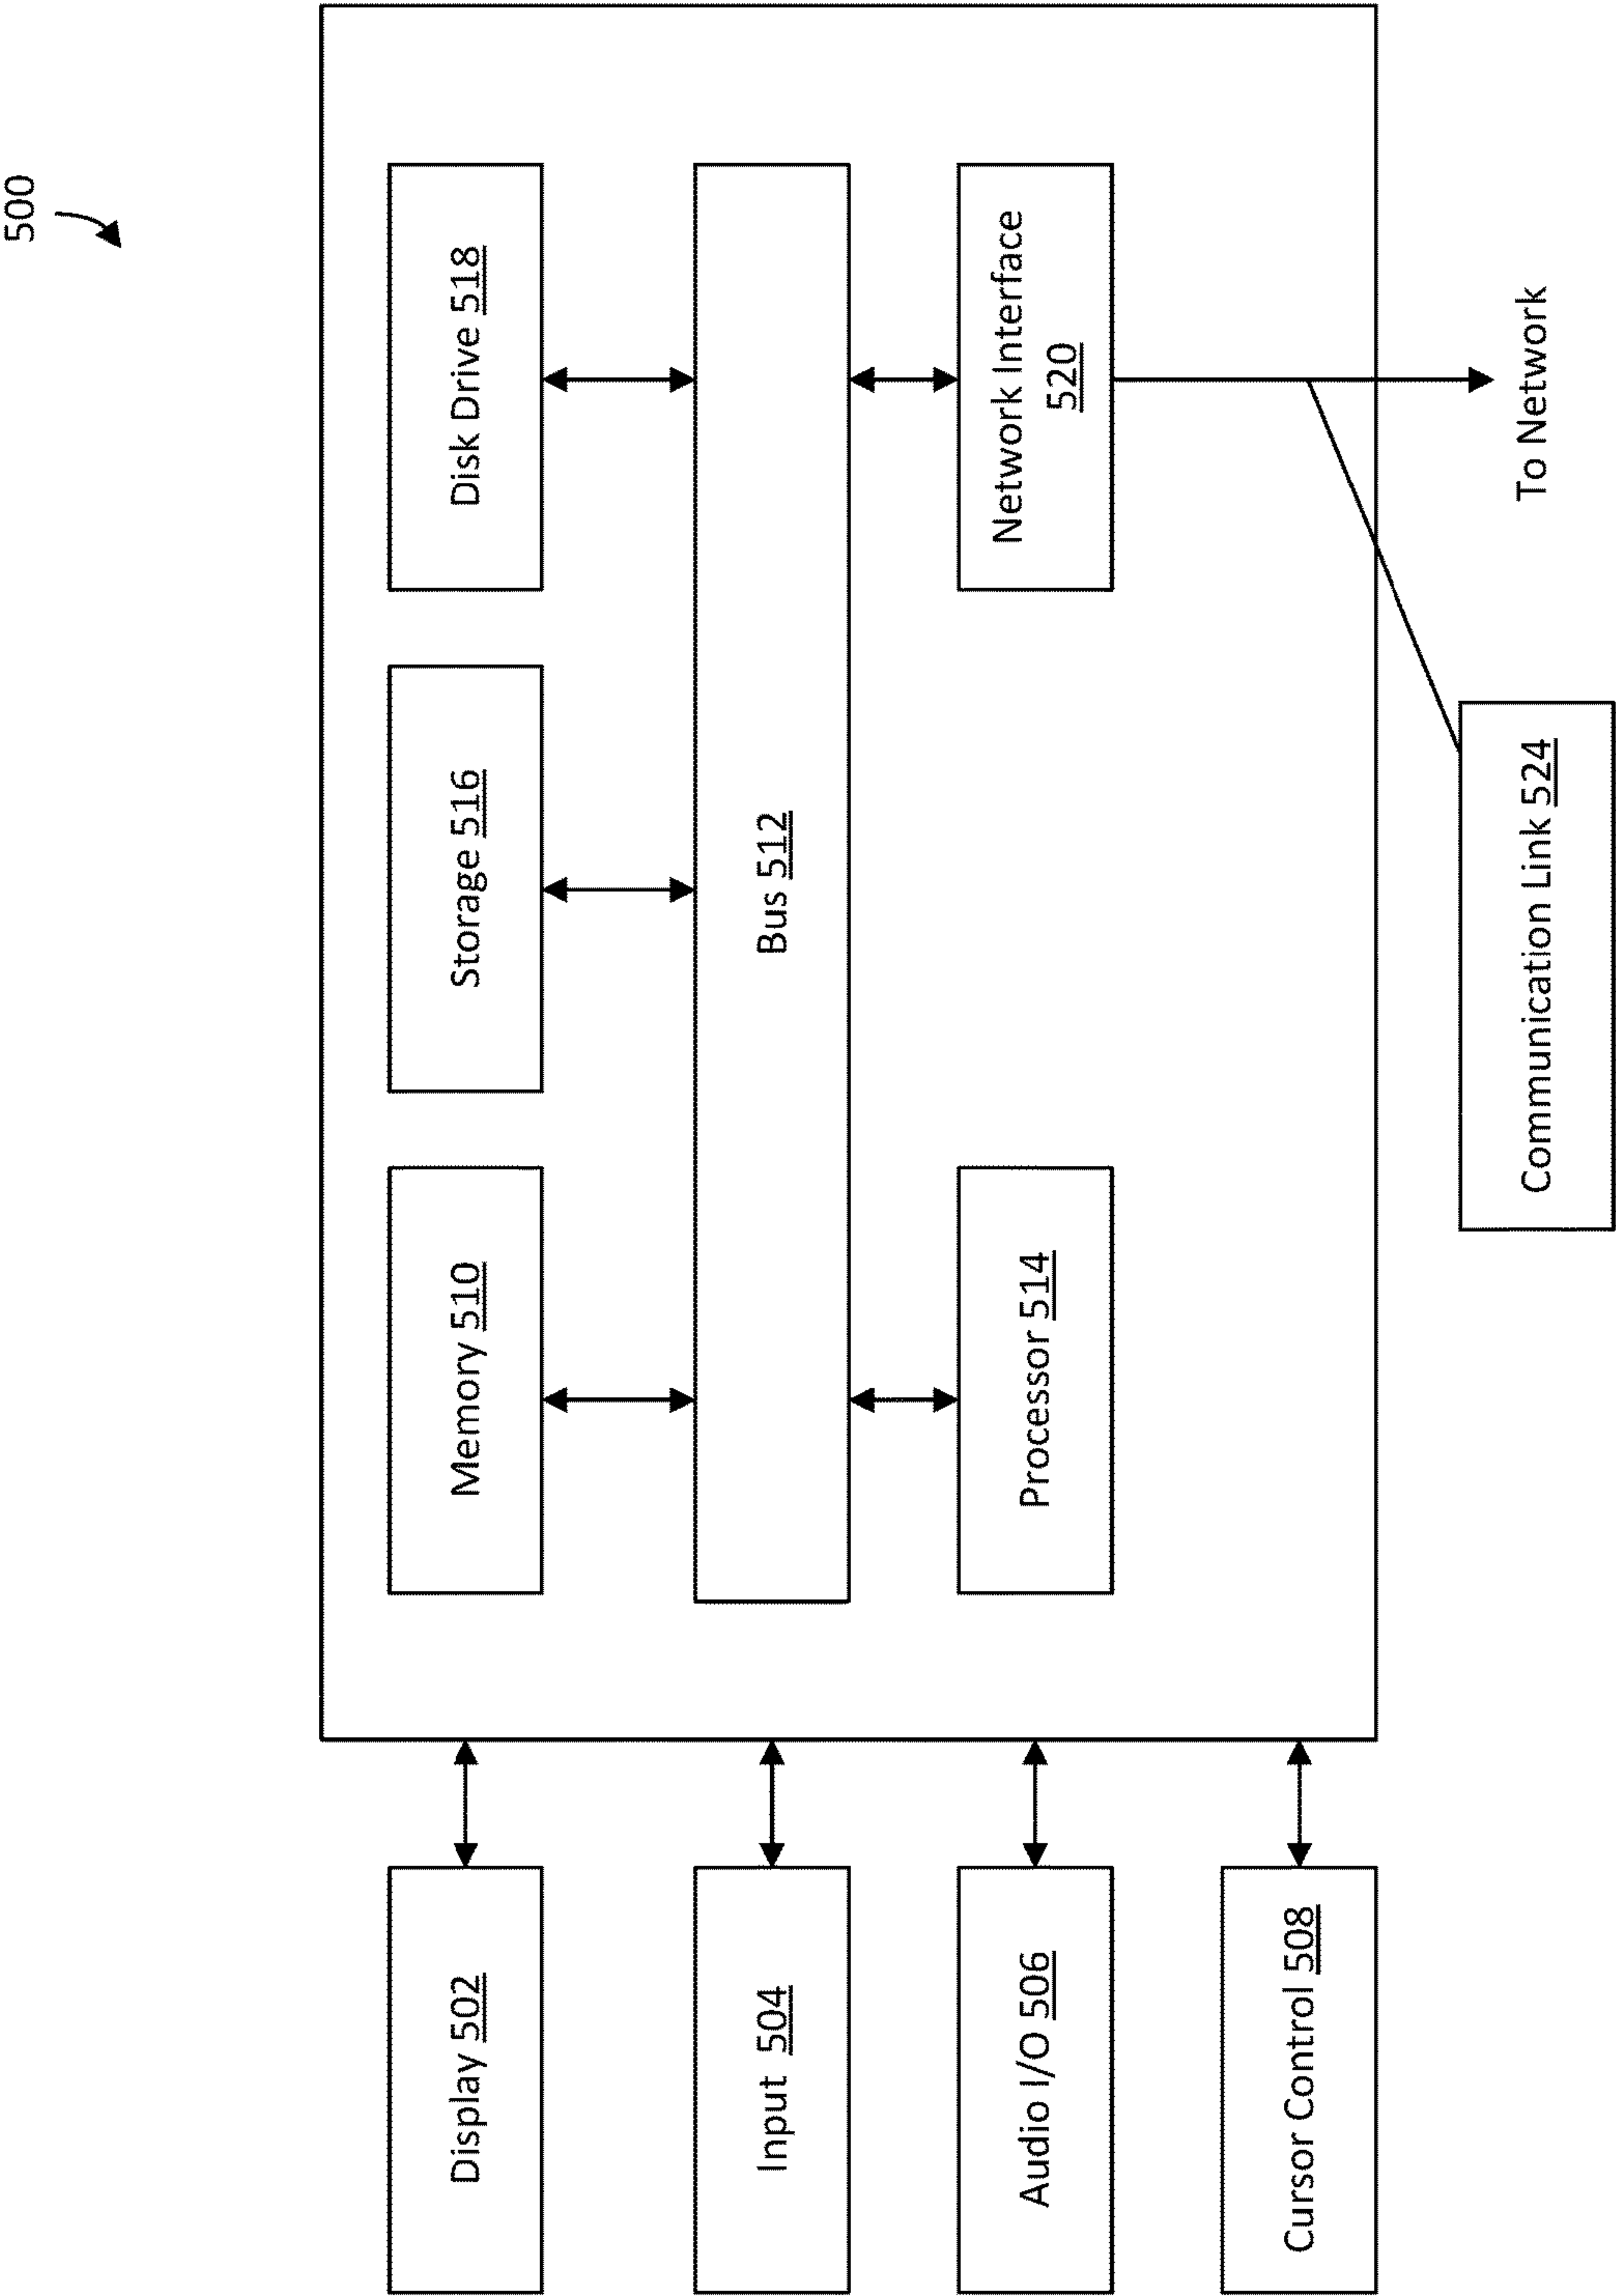 500
Display 502
Memory 510
Storage 516
Disk Drive 518
Input 504
Bus 512
Audio I/O 506
Processor 514
Network Interface
520
Cursor Control 508
Communication Link 524
To Network